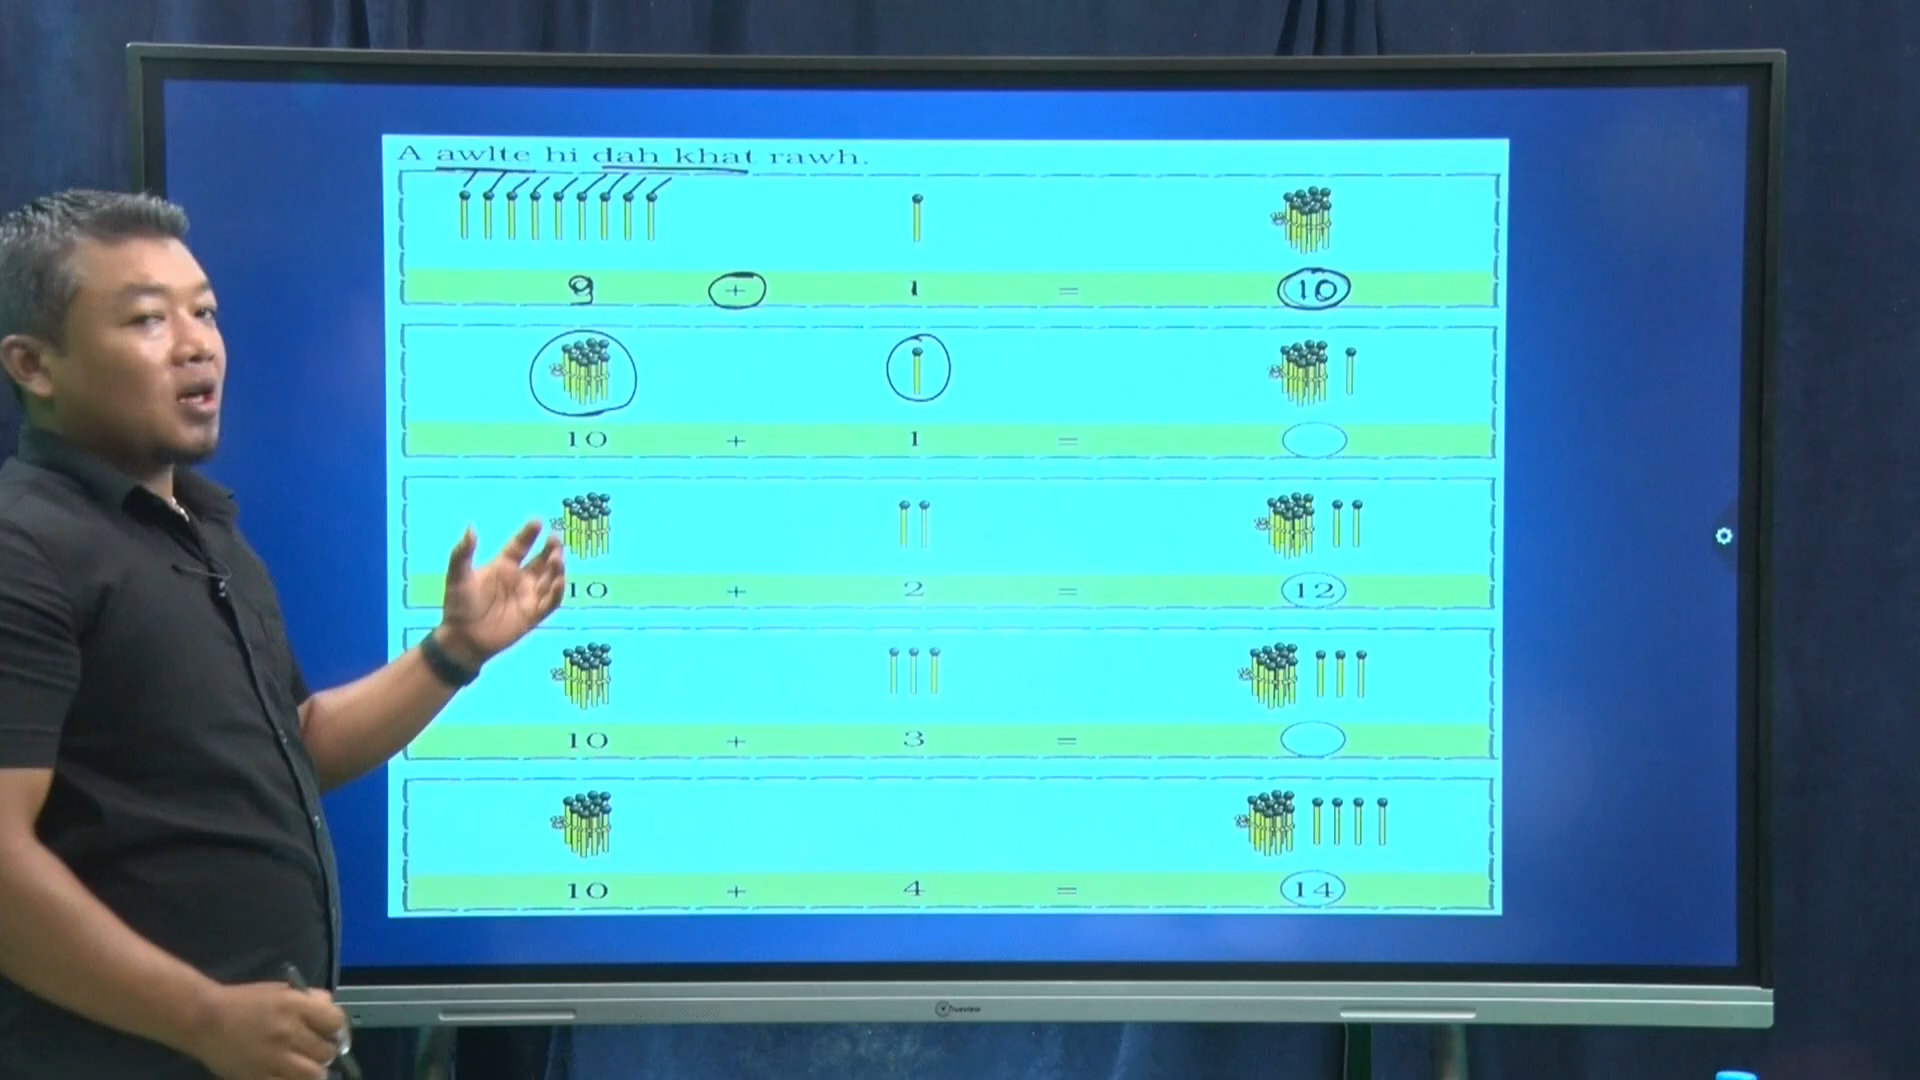 A awlte hi dah khat rawh.
9 + 1 = 10
10 + 1 =
10 + 2 = 12
10 + 3 =
10 + 4 = 14